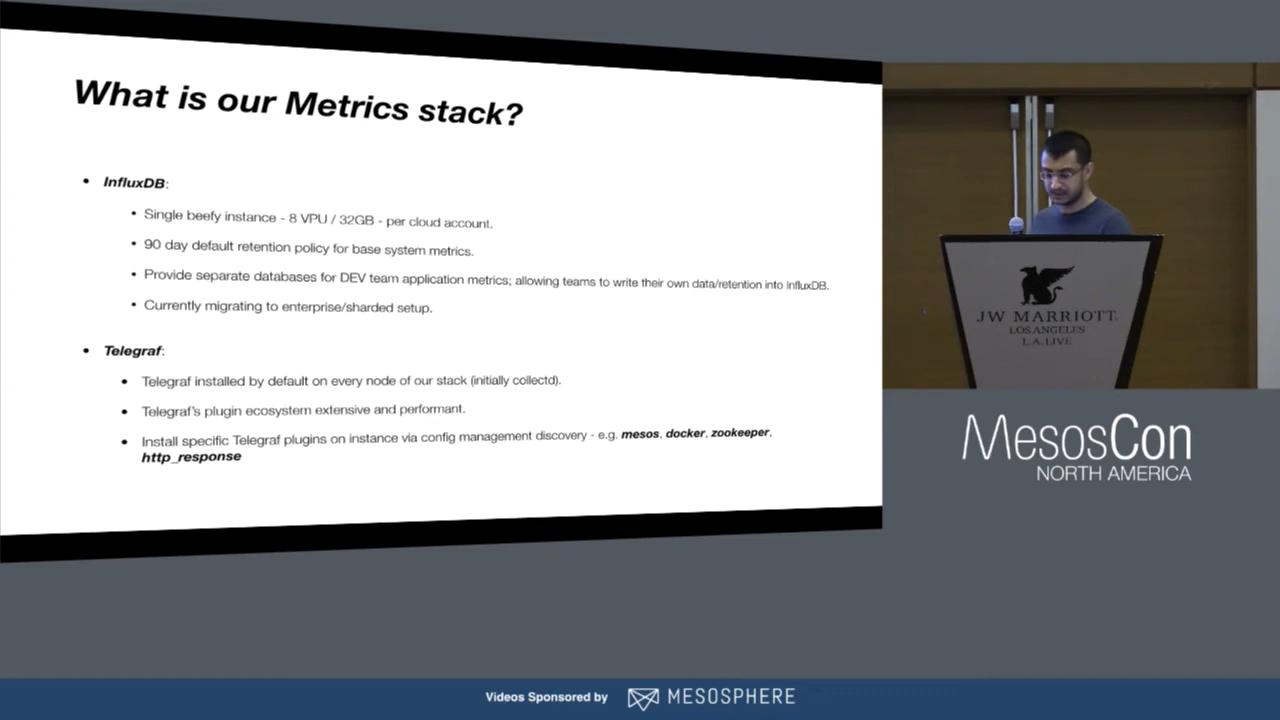 What is our Metrics stack?
• InfluxDB:
• Single beefy instance - 8 VPU / 32GB - per cloud account.
• 90 day default retention policy for base system metrics.
• Provide separate databases for DEV team application metrics; allowing teams to write their own data/retention into InfluxDB.
• Currently migrating to enterprise/sharded setup.
• Telegraf:
• Telegraf installed by default on every node of our stack (initially collectd).
• Telegraf's plugin ecosystem extensive and performant.
• Install specific Telegraf plugins on instance via config management discovery - e.g. mesos, docker, zookeeper,
http_response
JW MARRIOTT
LOS ANGELES
L.A. LIVE
MesosCon
NORTH AMERICA
Videos Sponsored by MESOSPHERE